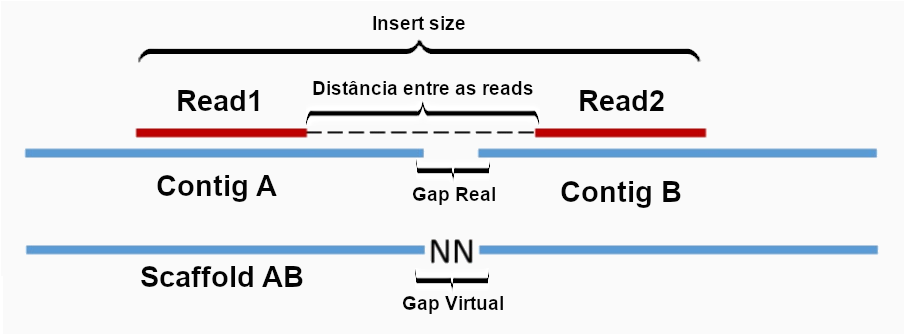 Insert size
Distância entre as reads
Read1
Read2
Contig A
Gap Real
Contig B
NN
Scaffold AB
Gap Virtual